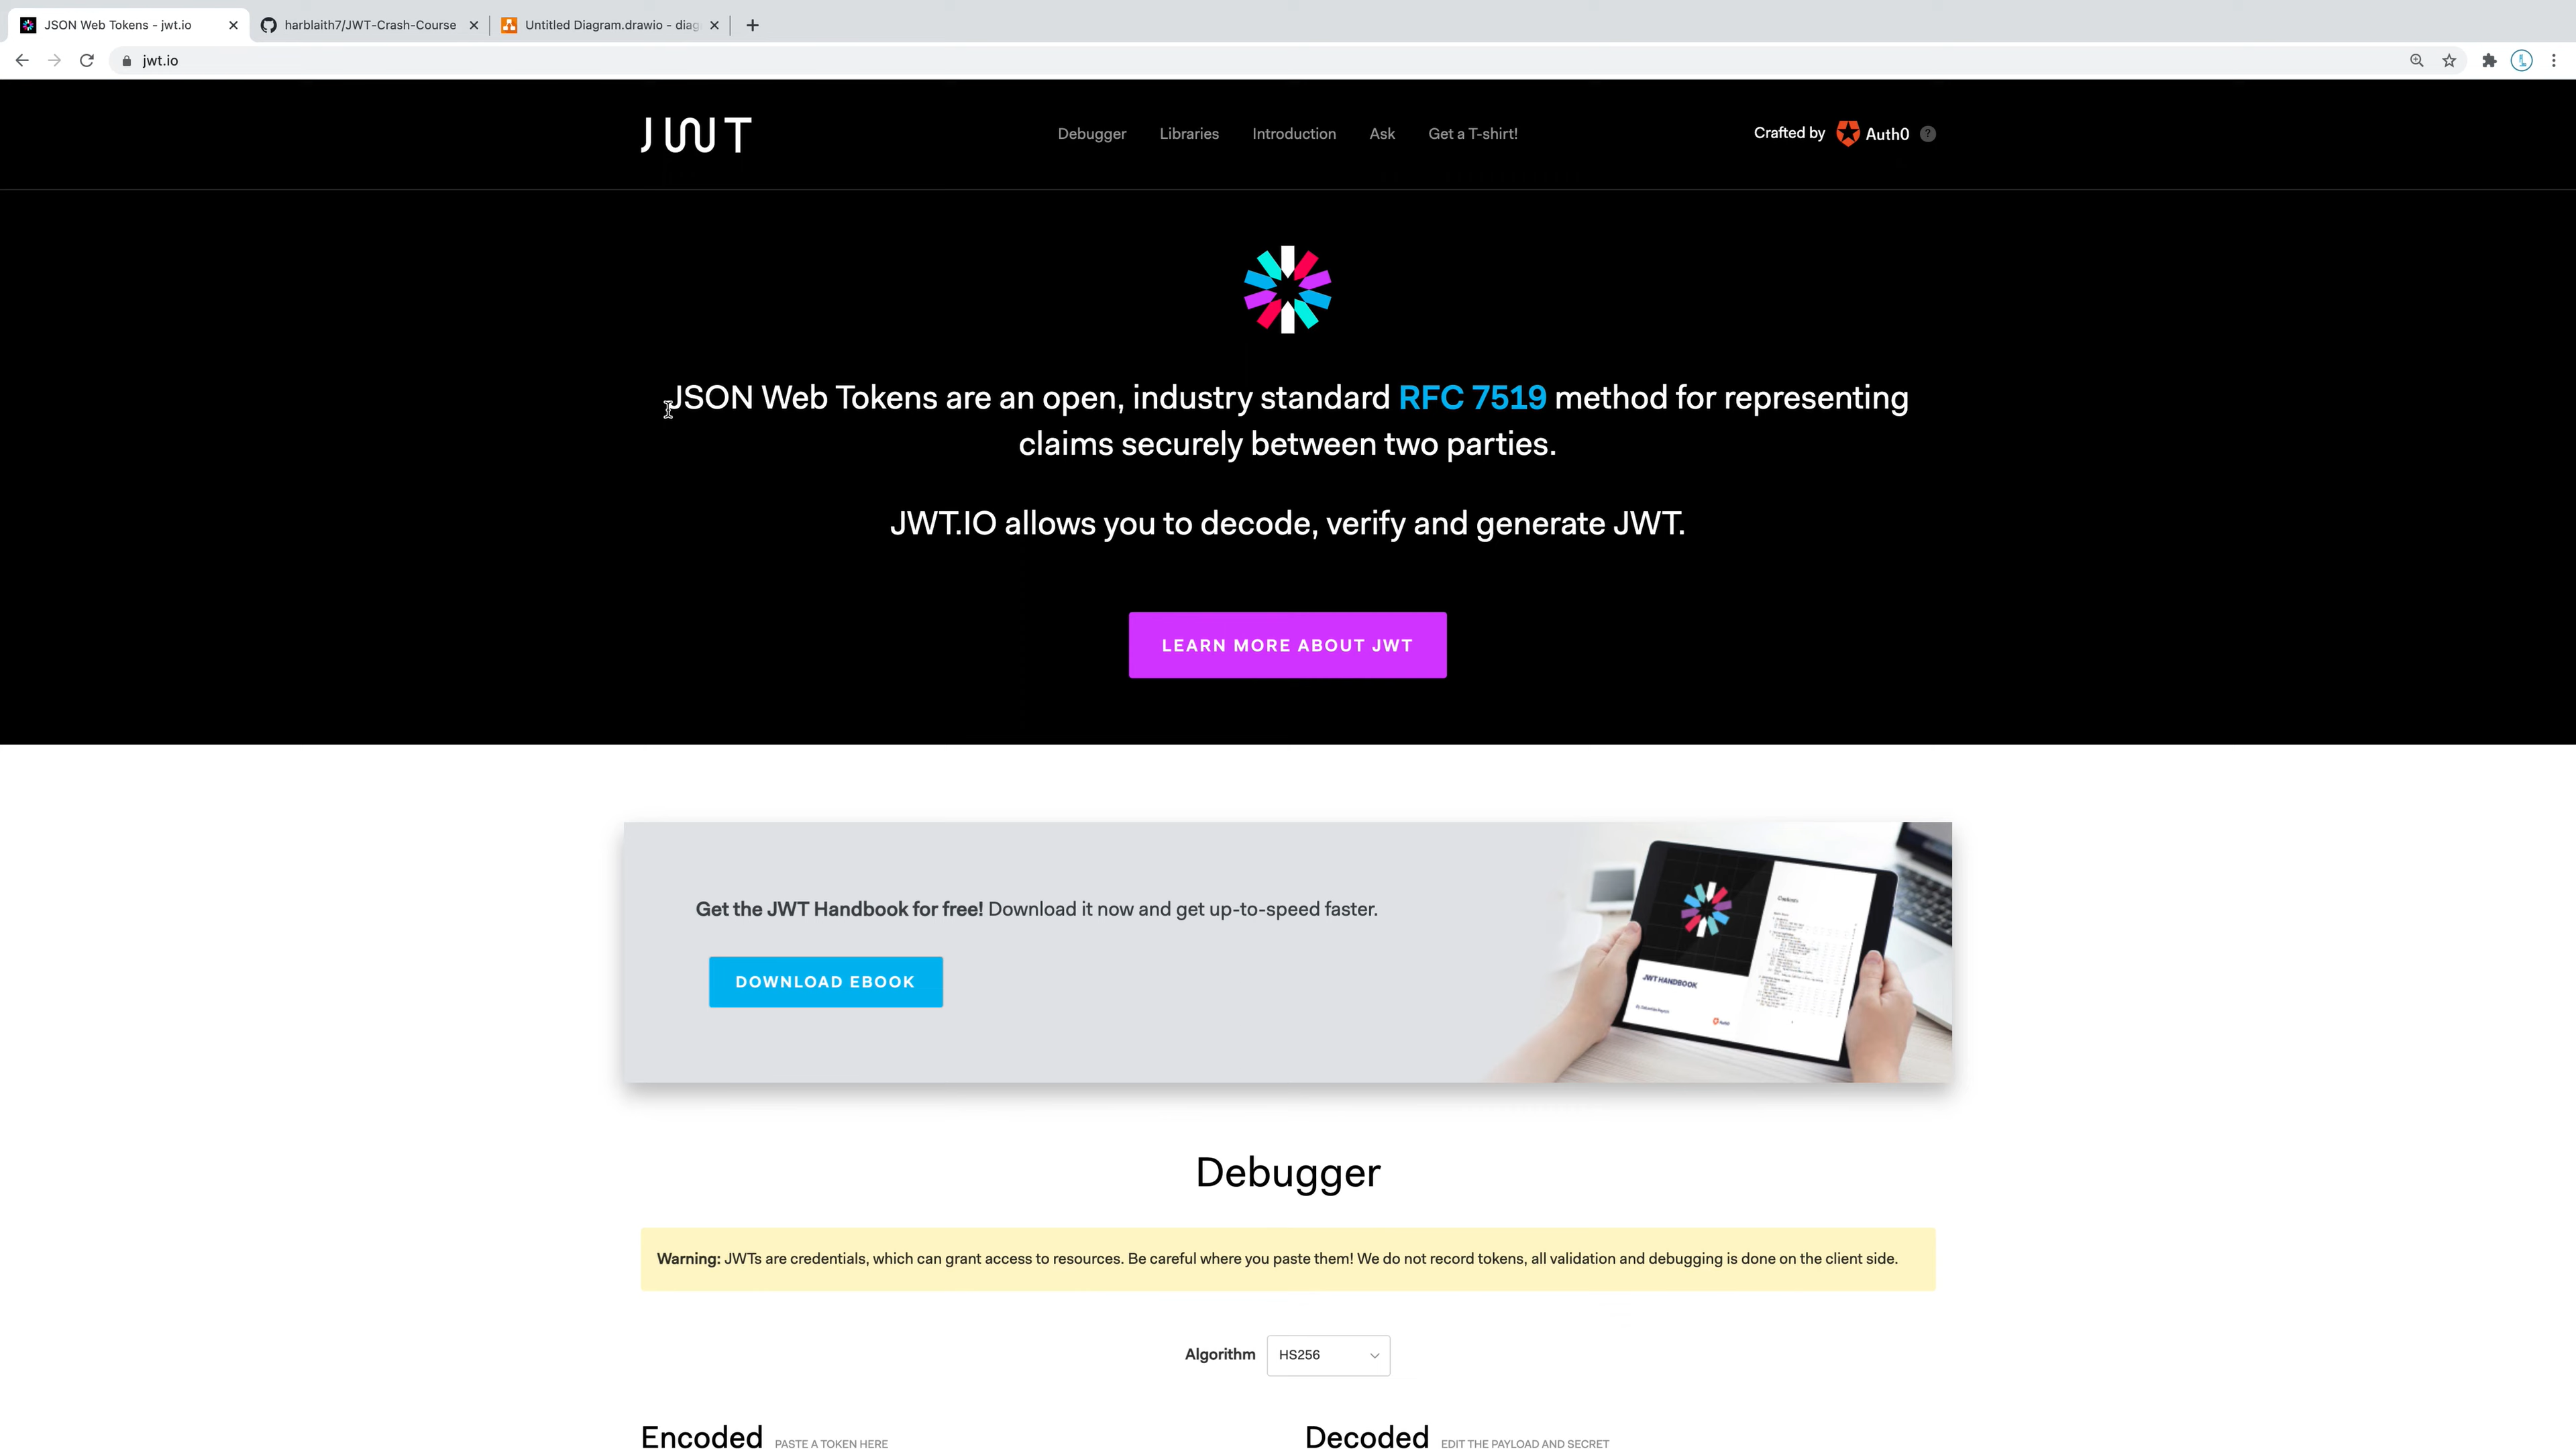 JSON Web Tokens - jwt.io
harblaith7/JWT-Crash-Course
Untitled Diagram.drawio - diag
jwt.io
JWT
Debugger
Libraries
Introduction
Ask
Get a T-shirt!
Crafted by Auth0 ?
JSON Web Tokens are an open, industry standard RFC 7519 method for representing
claims securely between two parties.
JWT.IO allows you to decode, verify and generate JWT.
LEARN MORE ABOUT JWT
Get the JWT Handbook for free! Download it now and get up-to-speed faster.
DOWNLOAD EBOOK
JWT HANDBOOK
Auth0
Contents
Debugger
Warning: JWTs are credentials, which can grant access to resources. Be careful where you paste them! We do not record tokens, all validation and debugging is done on the client side.
Algorithm
HS256
Encoded PASTE A TOKEN HERE
Decoded EDIT THE PAYLOAD AND SECRET